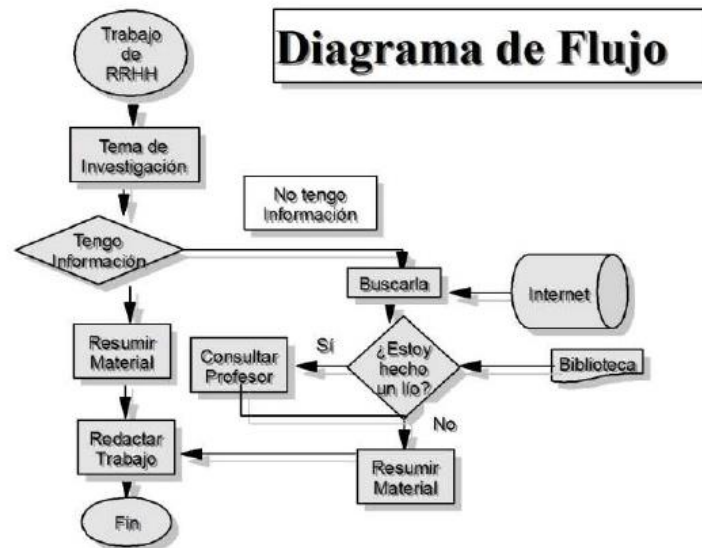 Diagrama de Flujo
Trabajo
de
RRHH
Tema de
Investigación
No tengo
Información
Tengo
Información
Buscarla
Internet
Resumir
Material
Consultar
Profesor
Sí
¿Estoy
hecho
un lío?
Biblioteca
No
Redactar
Trabajo
Resumir
Material
Fin